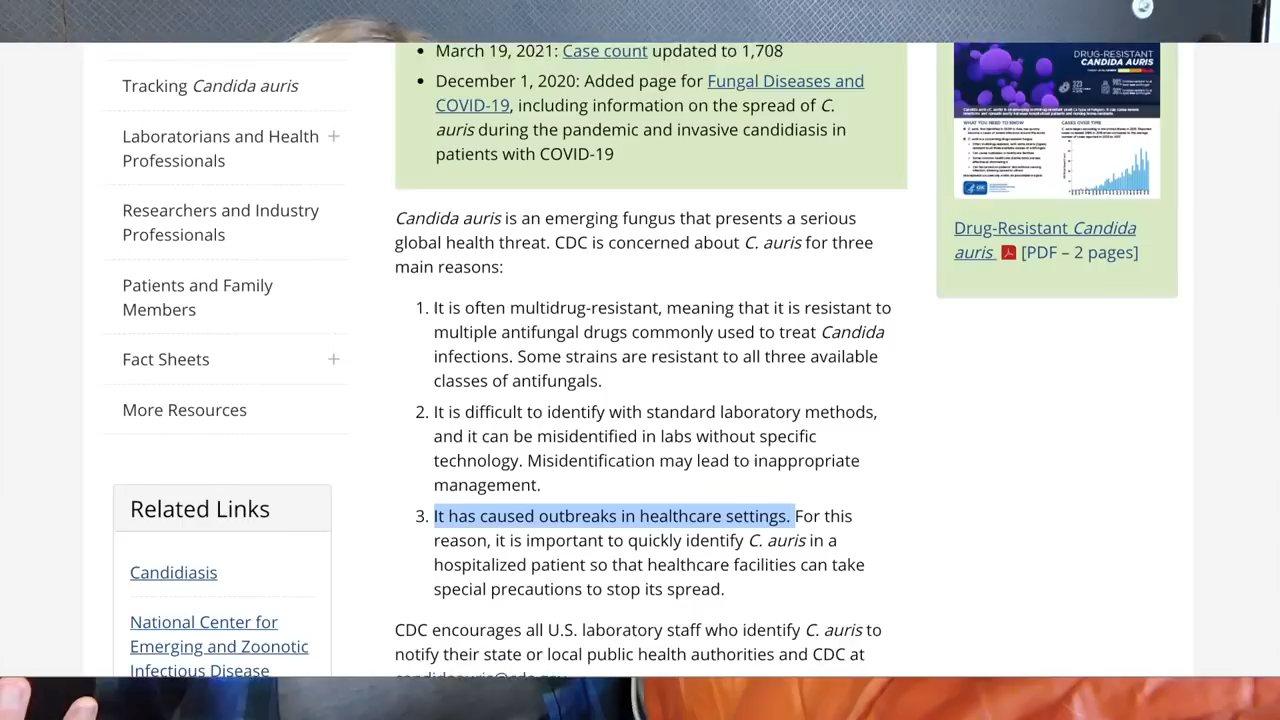 Tracking Candida auris
Laboratorians and Health
Professionals
Researchers and Industry
Professionals
Patients and Family
Members
Fact Sheets
More Resources
Related Links
Candidiasis
National Center for
Emerging and Zoonotic
Infectious Disease
March 19, 2021: Case count updated to 1,708
December 1, 2020: Added page for Fungal Diseases and
COVID-19, including information on the spread of C.
auris during the pandemic and invasive candidiasis in
patients with COVID-19.
Candida auris is an emerging fungus that presents a serious
global health threat. CDC is concerned about C. auris for three
main reasons:
1. It is often multidrug-resistant, meaning that it is resistant to
multiple antifungal drugs commonly used to treat Candida
infections. Some strains are resistant to all three available
classes of antifungals.
2. It is difficult to identify with standard laboratory methods,
and it can be misidentified in labs without specific
technology. Misidentification may lead to inappropriate
management.
3. It has caused outbreaks in healthcare settings. For this
reason, it is important to quickly identify C. auris in a
hospitalized patient so that healthcare facilities can take
special precautions to stop its spread.
CDC encourages all U.S. laboratory staff who identify C. auris to
notify their state or local public health authorities and CDC at
DRUG-RESISTANT
CANDIDA AURIS
WHAT YOU NEED TO KNOW
CASES OVER TIME
Drug-Resistant Candida
auris [PDF – 2 pages]